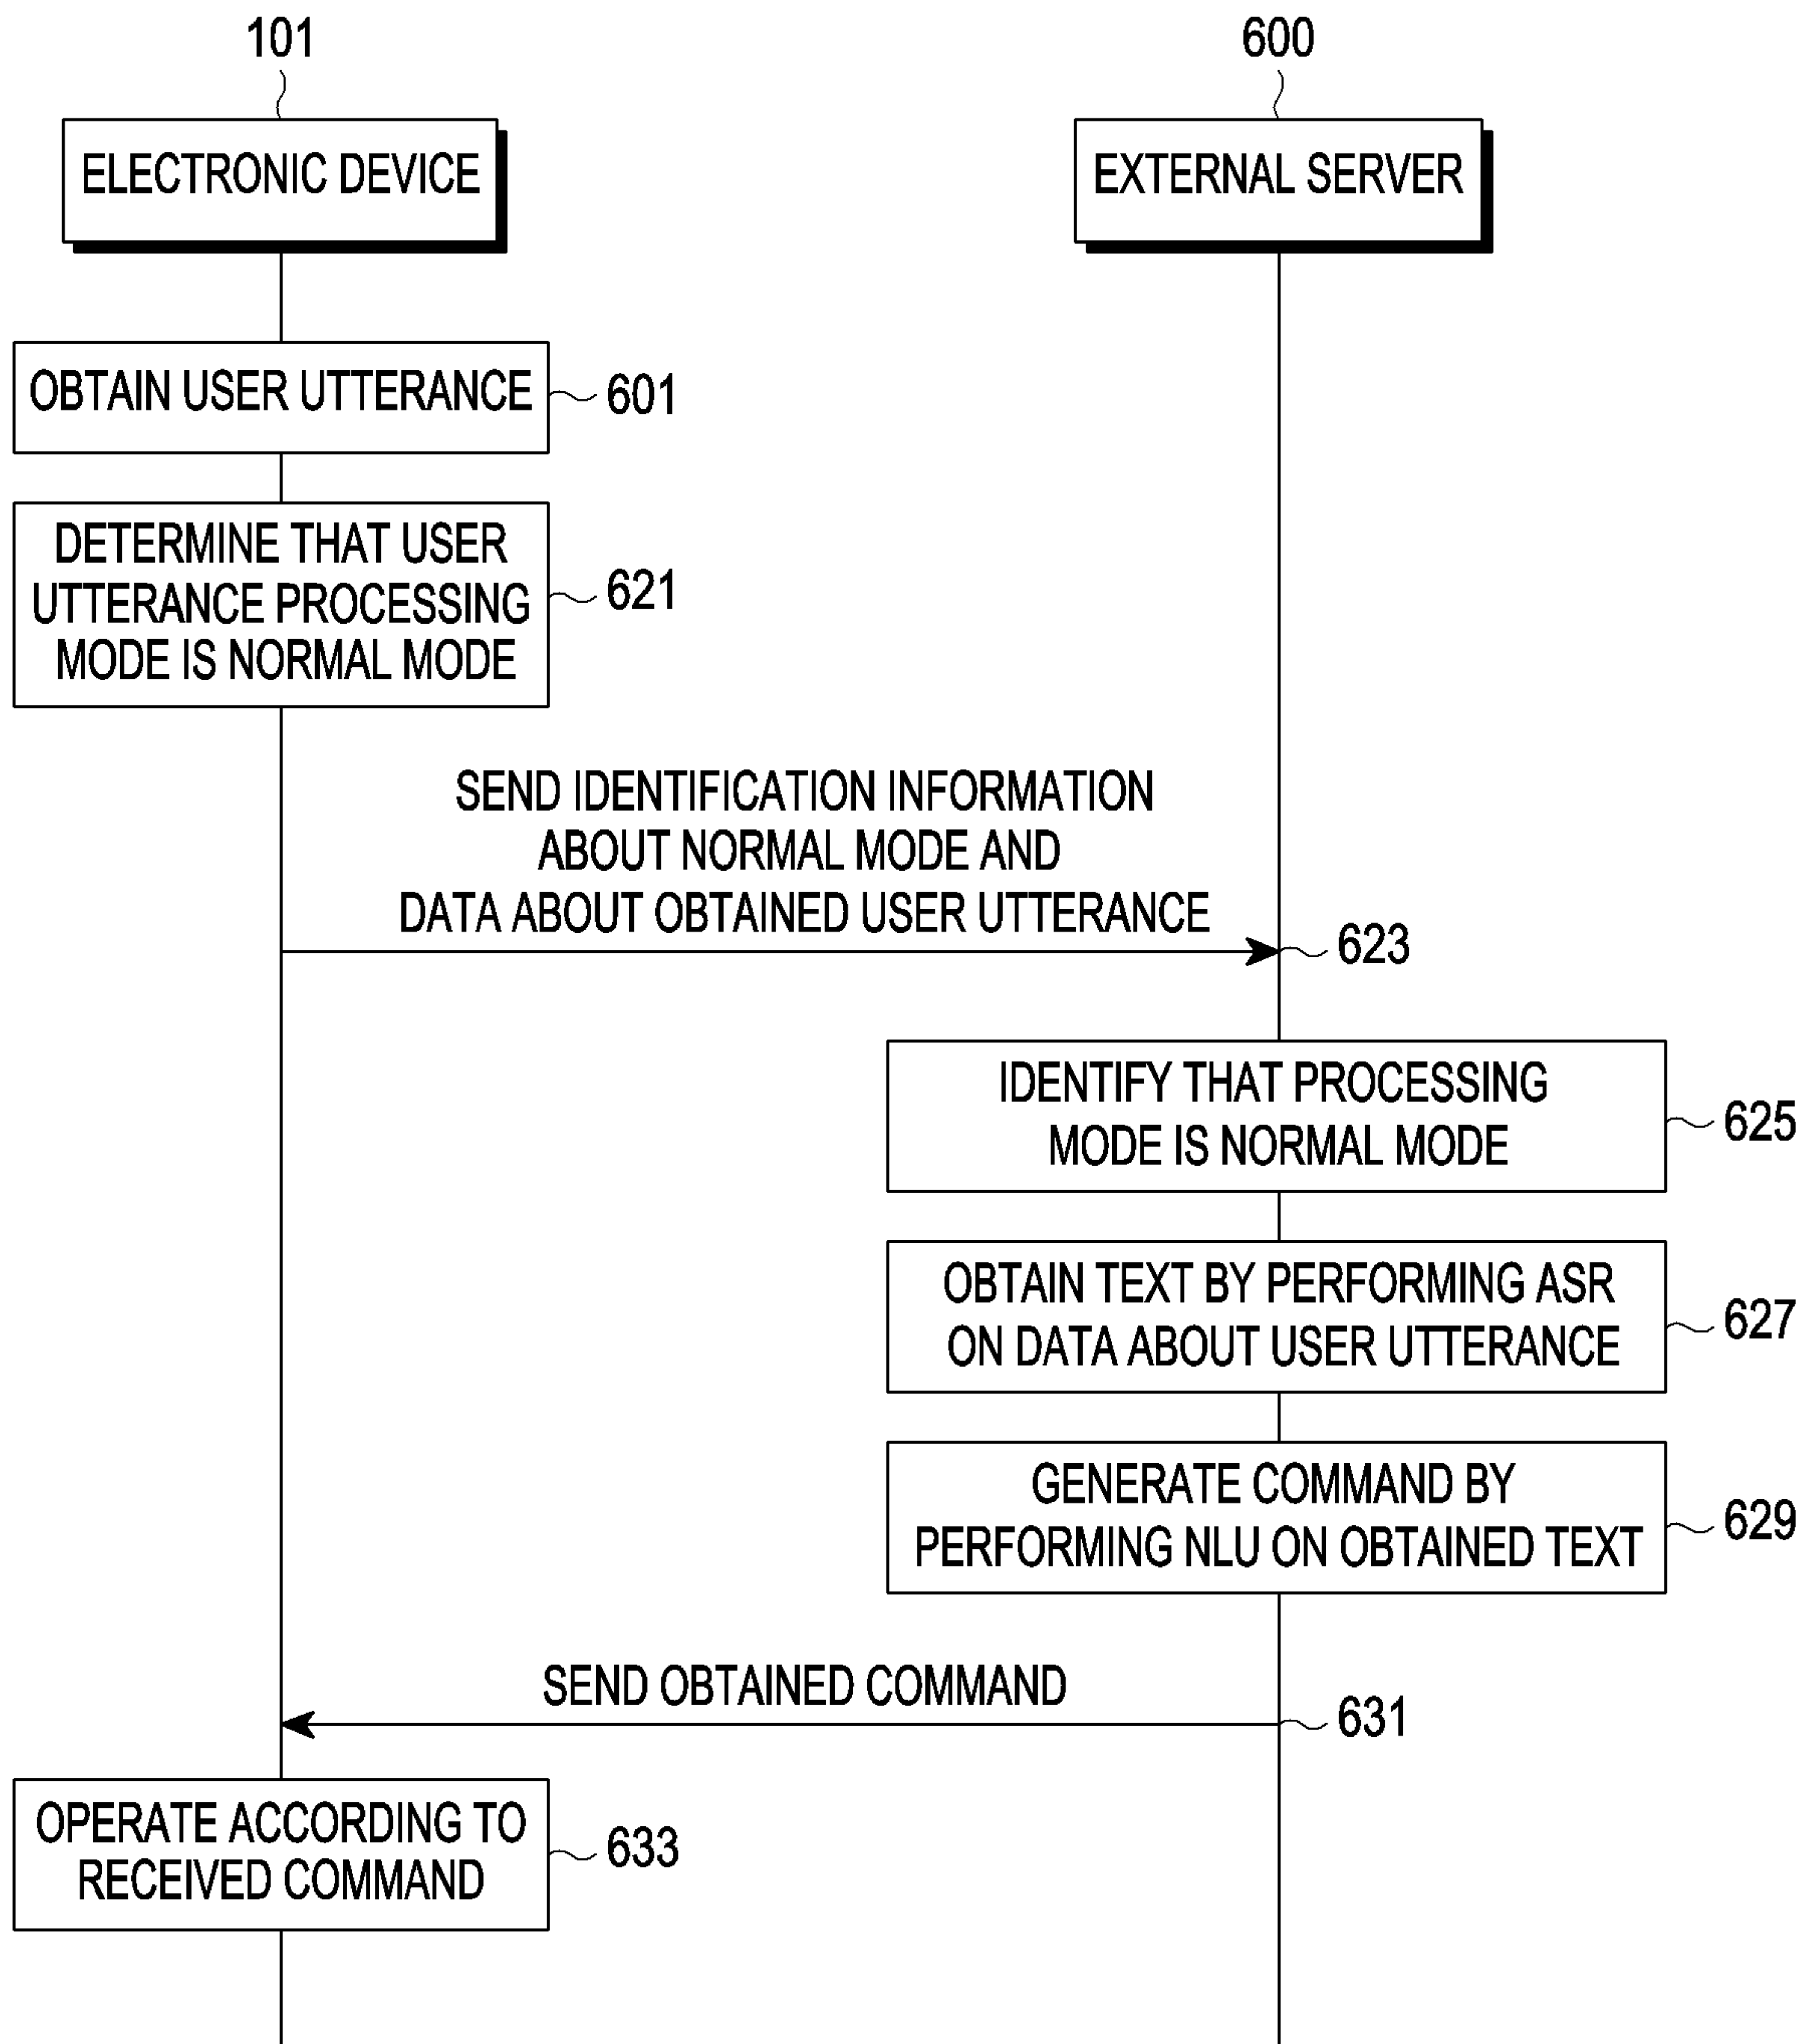 101
600
ELECTRONIC DEVICE
EXTERNAL SERVER
OBTAIN USER UTTERANCE
601
DETERMINE THAT USER
UTTERANCE PROCESSING
MODE IS NORMAL MODE
621
SEND IDENTIFICATION INFORMATION
ABOUT NORMAL MODE AND
DATA ABOUT OBTAINED USER UTTERANCE
623
IDENTIFY THAT PROCESSING
MODE IS NORMAL MODE
625
OBTAIN TEXT BY PERFORMING ASR
ON DATA ABOUT USER UTTERANCE
627
GENERATE COMMAND BY
PERFORMING NLU ON OBTAINED TEXT
629
SEND OBTAINED COMMAND
631
OPERATE ACCORDING TO
RECEIVED COMMAND
633